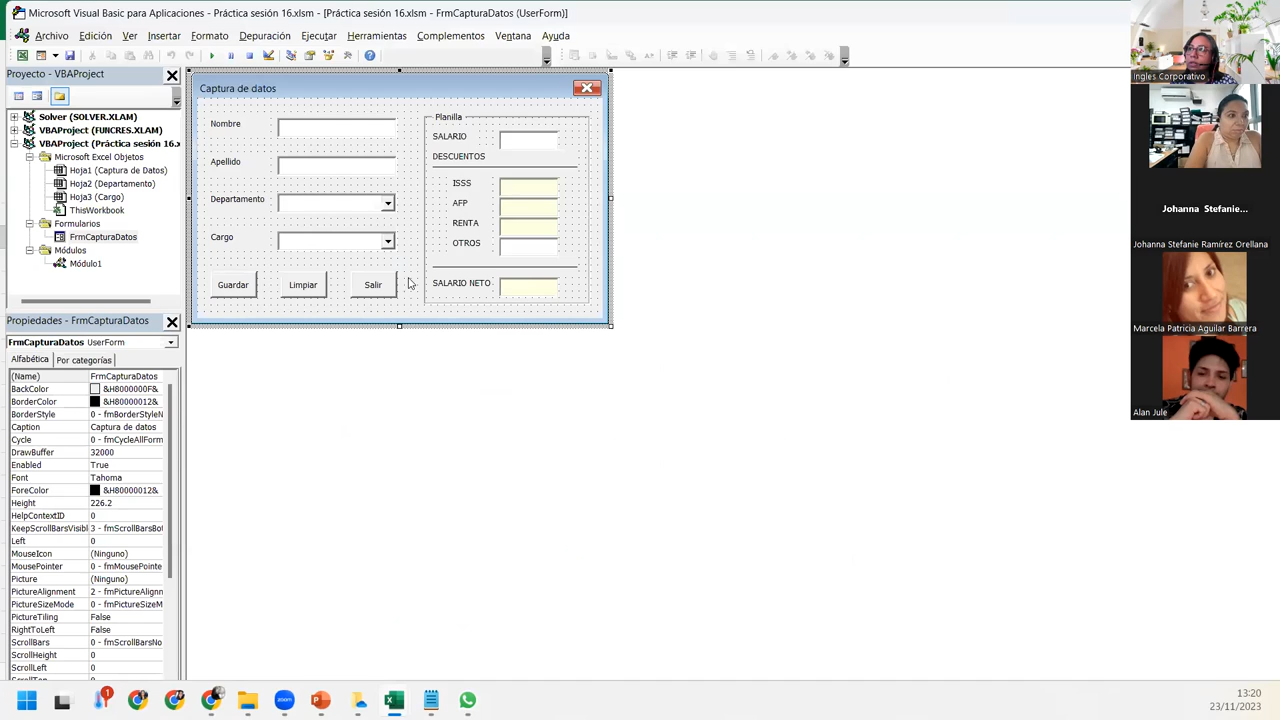 Microsoft Visual Basic para Aplicaciones - Práctica sesión 16.xlsm - [Práctica sesión 16.xlsm - FrmCapturaDatos (UserForm)]
Archivo Edición Ver Insertar Formato Depuración Ejecutar Herramientas Complementos Ventana Ayuda
Proyecto - VBAProject
Solver (SOLVER.XLAM)
VBAProject (FUNCRES.XLAM)
VBAProject (Práctica sesión 16.x
Microsoft Excel Objetos
Hoja1 (Captura de Datos)
Hoja2 (Departamento)
Hoja3 (Cargo)
ThisWorkbook
Formularios
FrmCapturaDatos
Módulos
Módulo1
Propiedades - FrmCapturaDatos
FrmCapturaDatos UserForm
Alfabética Por categorías
(Name) FrmCapturaDatos
BackColor &H8000000F&
BorderColor &H80000012&
BorderStyle 0 - fmBorderStyleN
Caption Captura de datos
Cycle 0 - fmCycleAllForm
DrawBuffer 32000
Enabled True
Font Tahoma
ForeColor &H80000012&
Height 226.2
HelpContextID 0
KeepScrollBarsVisibl 3 - fmScrollBarsBot
Left 0
MouseIcon (Ninguno)
MousePointer 0 - fmMousePointe
Picture (Ninguno)
PictureAlignment 2 - fmPictureAlignn
PictureSizeMode 0 - fmPictureSizeM
PictureTiling False
RightToLeft False
ScrollBars 0 - fmScrollBarsNo
ScrollHeight 0
ScrollLeft 0
Captura de datos
Nombre
Apellido
Departamento
Cargo
Guardar Limpiar Salir
Planilla
SALARIO
DESCUENTOS
ISSS
AFP
RENTA
OTROS
SALARIO NETO
Ingles Corporativo
Johanna Stefanie...
Johanna Stefanie Ramírez Orellana
Marcela Patricia Aguilar Barrera
Alan Jule
1
zoom
13:20
23/11/2023